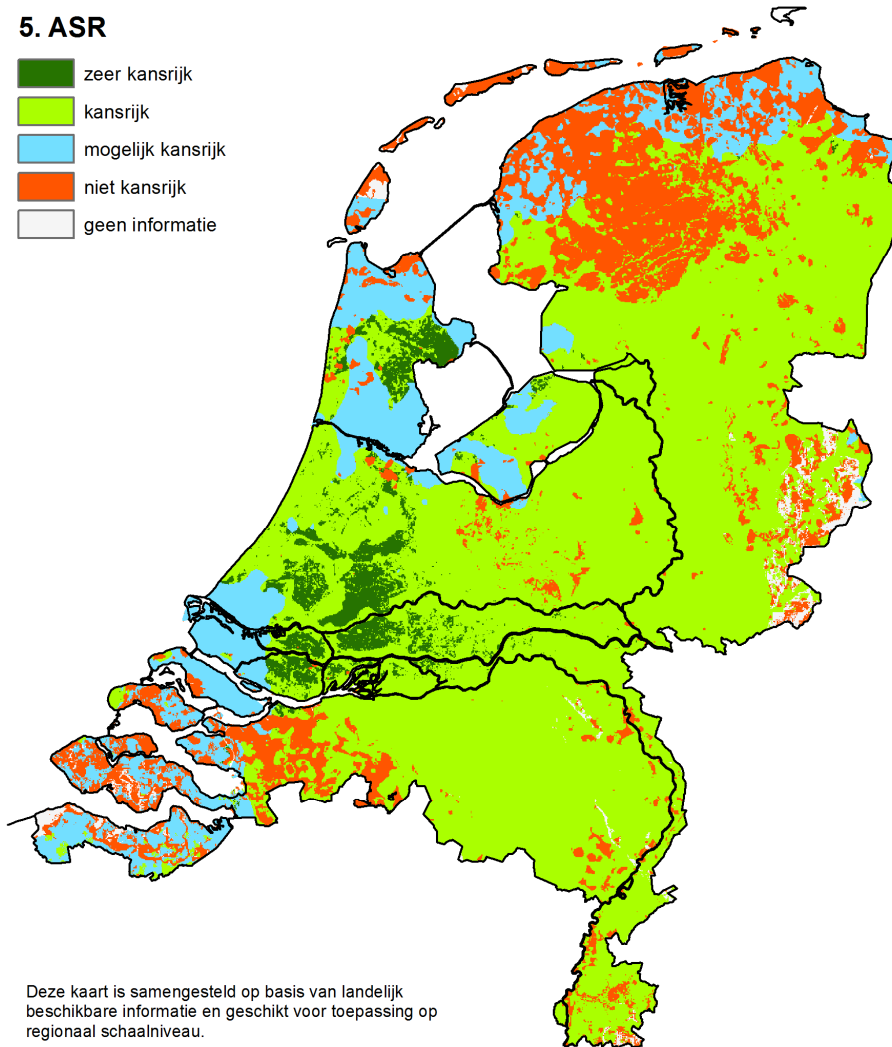 5. ASR
zeer kansrijk
kansrijk
mogelijk kansrijk
niet kansrijk
geen informatie
Deze kaart is samengesteld op basis van landelijk
beschikbare informatie en geschikt voor toepassing op
regionaal schaalniveau.